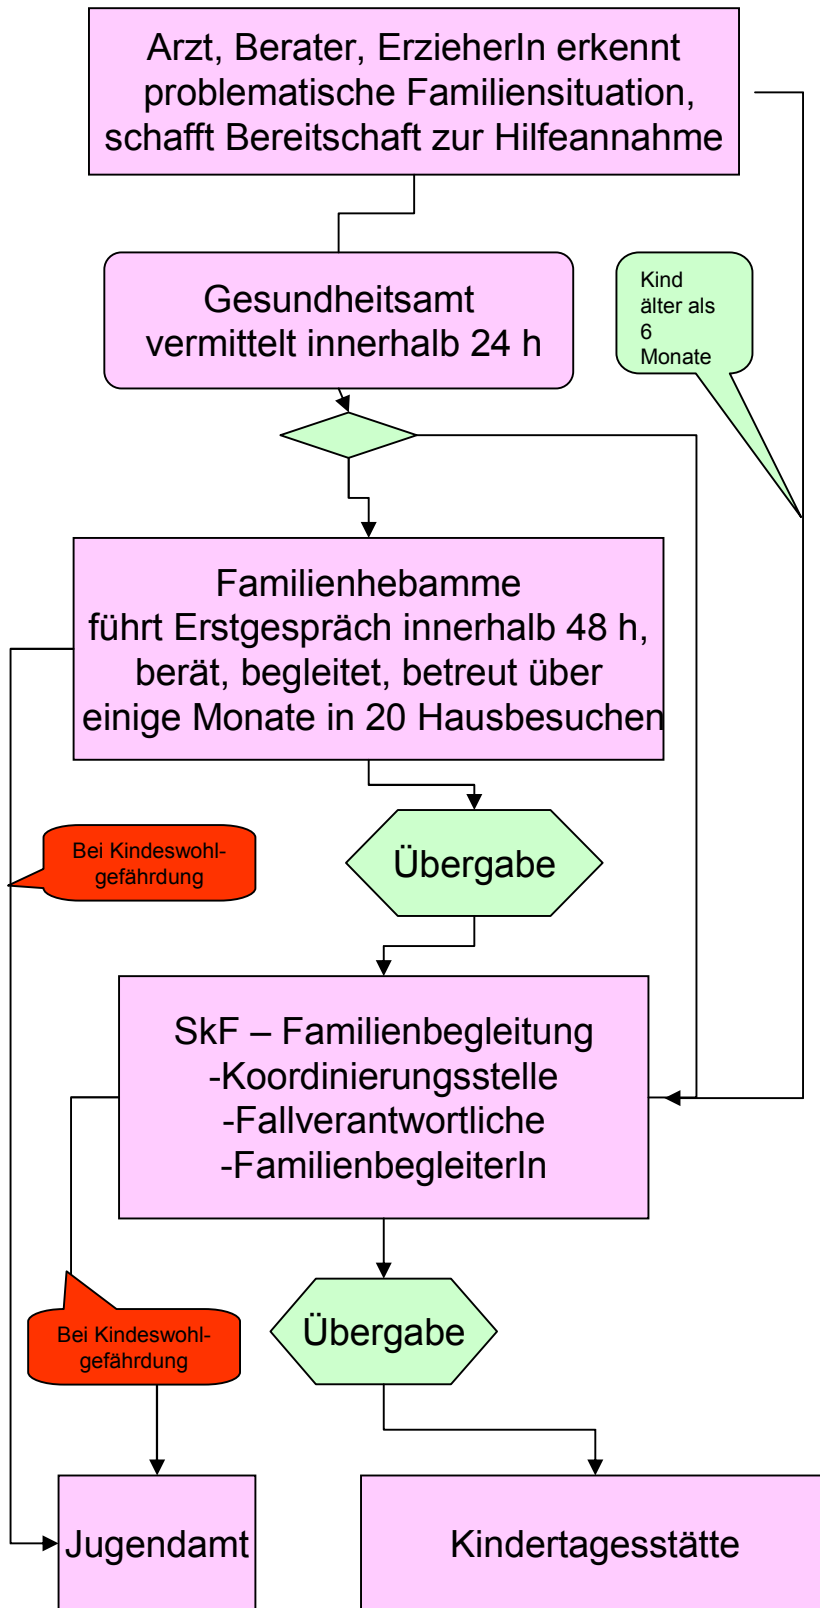 Arzt, Berater, ErzieherIn erkennt
problematische Familiensituation,
schafft Bereitschaft zur Hilfeannahme
Gesundheitsamt
vermittelt innerhalb 24 h
Kind
älter als
6
Monate
Familienhebamme
führt Erstgespräch innerhalb 48 h,
berät, begleitet, betreut über
einige Monate in 20 Hausbesuchen
Bei Kindeswohl-
gefährdung
Übergabe
SkF – Familienbegleitung
-Koordinierungsstelle
-Fallverantwortliche
-FamilienbegleiterIn
Bei Kindeswohl-
gefährdung
Übergabe
Jugendamt
Kindertagesstätte